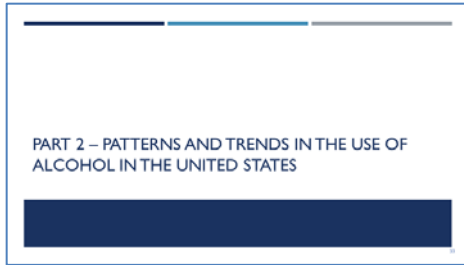 PART 2 – PATTERNS AND TRENDS IN THE USE OF
ALCOHOL IN THE UNITED STATES